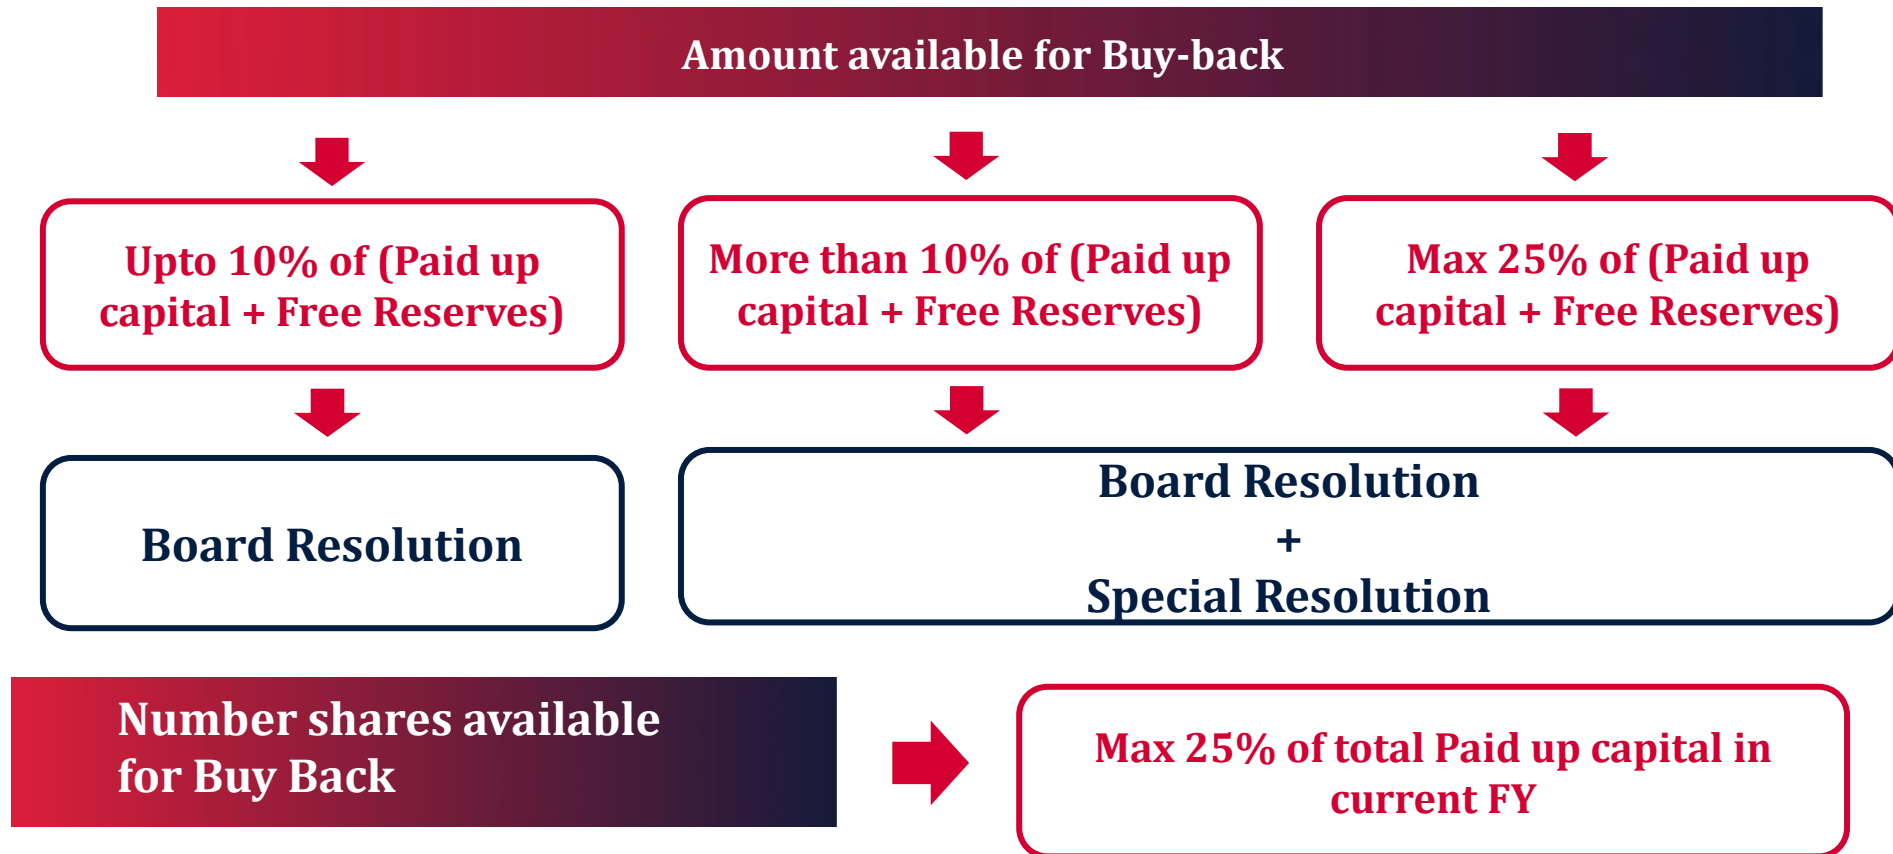 Amount available for Buy-back
Upto 10% of (Paid up
capital + Free Reserves)
More than 10% of (Paid up
capital + Free Reserves)
Max 25% of (Paid up
capital + Free Reserves)
Board Resolution
Board Resolution
+
Special Resolution
Number shares available
for Buy Back
Max 25% of total Paid up capital in
current FY